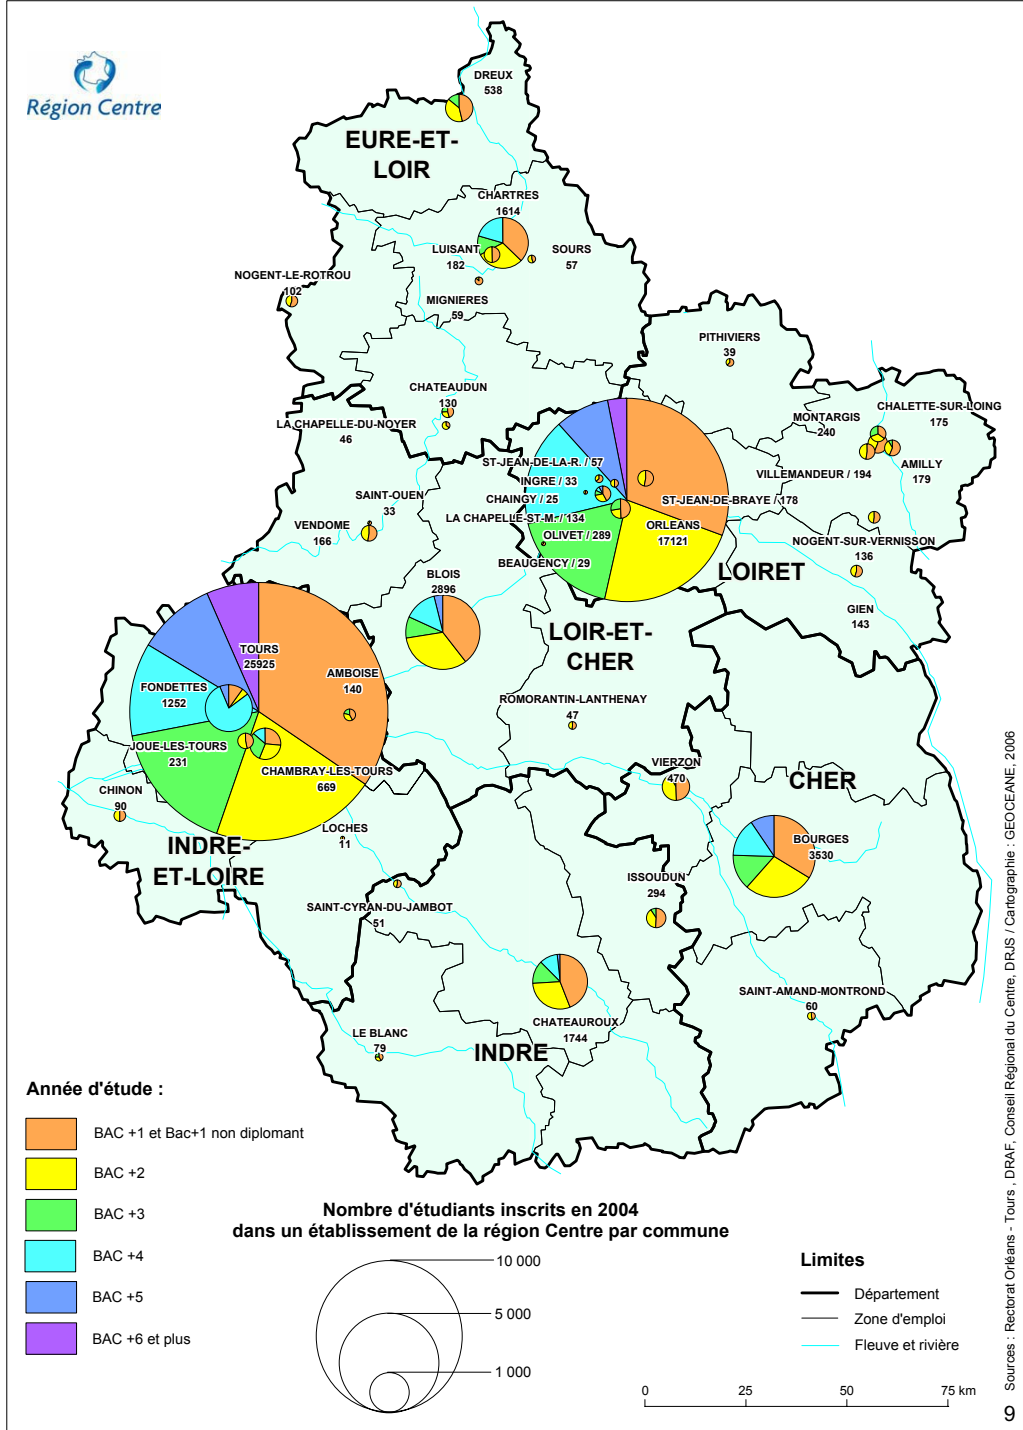 Région Centre
DREUX
538
EURE-ET-
LOIR
CHARTRES
1614
LUISANT
182
SOURS
57
NOGENT-LE-ROTROU
102
MIGNIERES
59
PITHIVIERS
39
CHATEAUDUN
130
LA CHAPELLE-DU-NOYER
46
MONTARGIS
240
CHALETTE-SUR-LOING
175
ST-JEAN-DE-LA-R. / 57
INGRE / 33
CHAINGY / 25
LA CHAPELLE-ST-M. / 134
OLIVET / 289
BEAUGENCY / 29
VILLEMANDEUR / 194
AMILLY
179
ST-JEAN-DE-BRAYE / 178
ORLEANS
17121
SAINT-OUEN
33
VENDOME
166
NOGENT-SUR-VERNISSON
136
LOIRET
GIEN
143
BLOIS
2896
LOIR-ET-
CHER
TOURS
25925
AMBOISE
140
FONDETTES
1252
ROMORANTIN-LANTHENAY
47
JOUE-LES-TOURS
231
CHAMBRAY-LES-TOURS
669
VIERZON
470
CHER
CHINON
90
LOCHES
11
BOURGES
3530
INDRE-
ET-LOIRE
ISSOUDUN
294
SAINT-CYRAN-DU-JAMBOT
51
SAINT-AMAND-MONTROND
60
CHATEAUROUX
1744
LE BLANC
79
INDRE
Année d'étude :
BAC +1 et Bac+1 non diplomant
BAC +2
BAC +3
BAC +4
BAC +5
BAC +6 et plus
Nombre d'étudiants inscrits en 2004
dans un établissement de la région Centre par commune
10 000
5 000
1 000
Limites
Département
Zone d'emploi
Fleuve et rivière
0 25 50 75 km
Sources : Rectorat Orléans - Tours , DRAF, Conseil Régional du Centre, DRJS / Cartographie : GEOCEANE, 2006
9